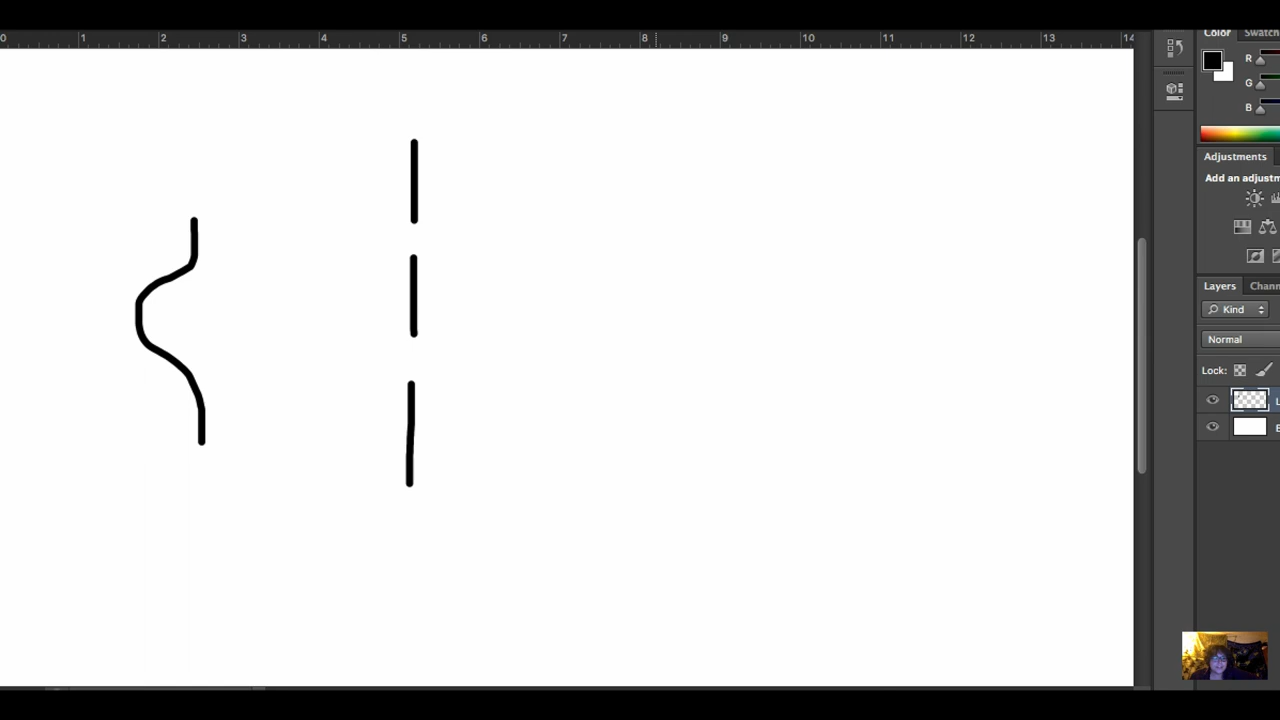 0 1 2 3 4 5 6 7 8 9 10 11 12 13 14
Color Swatch
R
G
B
Adjustments
Add an adjustm
Layers Chann
Kind
Normal
Lock:
L
B